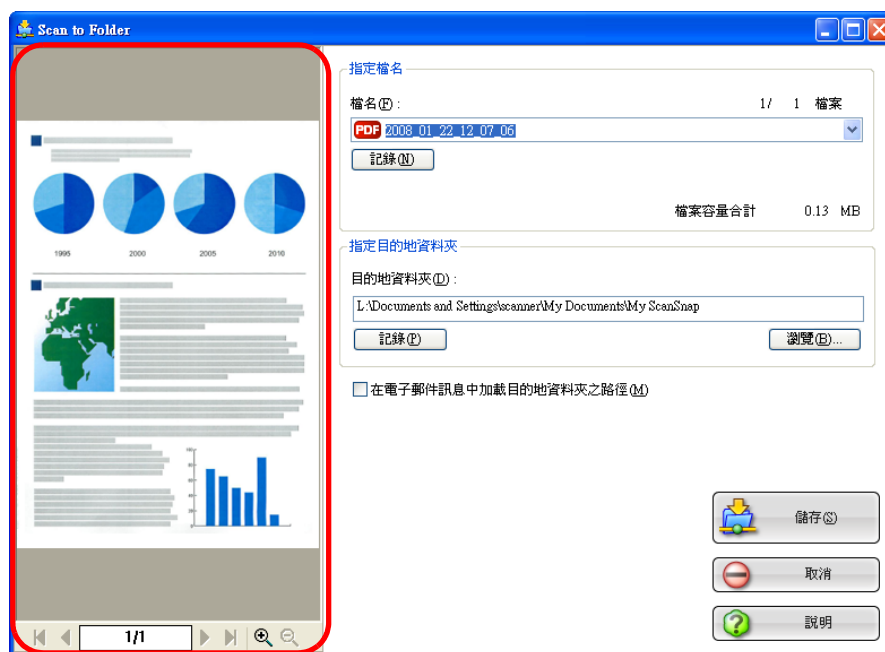 Scan to Folder
1995 2000 2005 2010
1/1
指定檔名
檔名(F) : 1/ 1 檔案
PDF 2008_01_22_12_07_06
記錄(N)
檔案容量合計 0.13 MB
指定目的地資料夾
目的地資料夾(D) :
L:\Documents and Settings\scanner\My Documents\My ScanSnap
記錄(P) 瀏覽(B)...
在電子郵件訊息中加載目的地資料夾之路徑(M)
儲存(S)
取消
說明